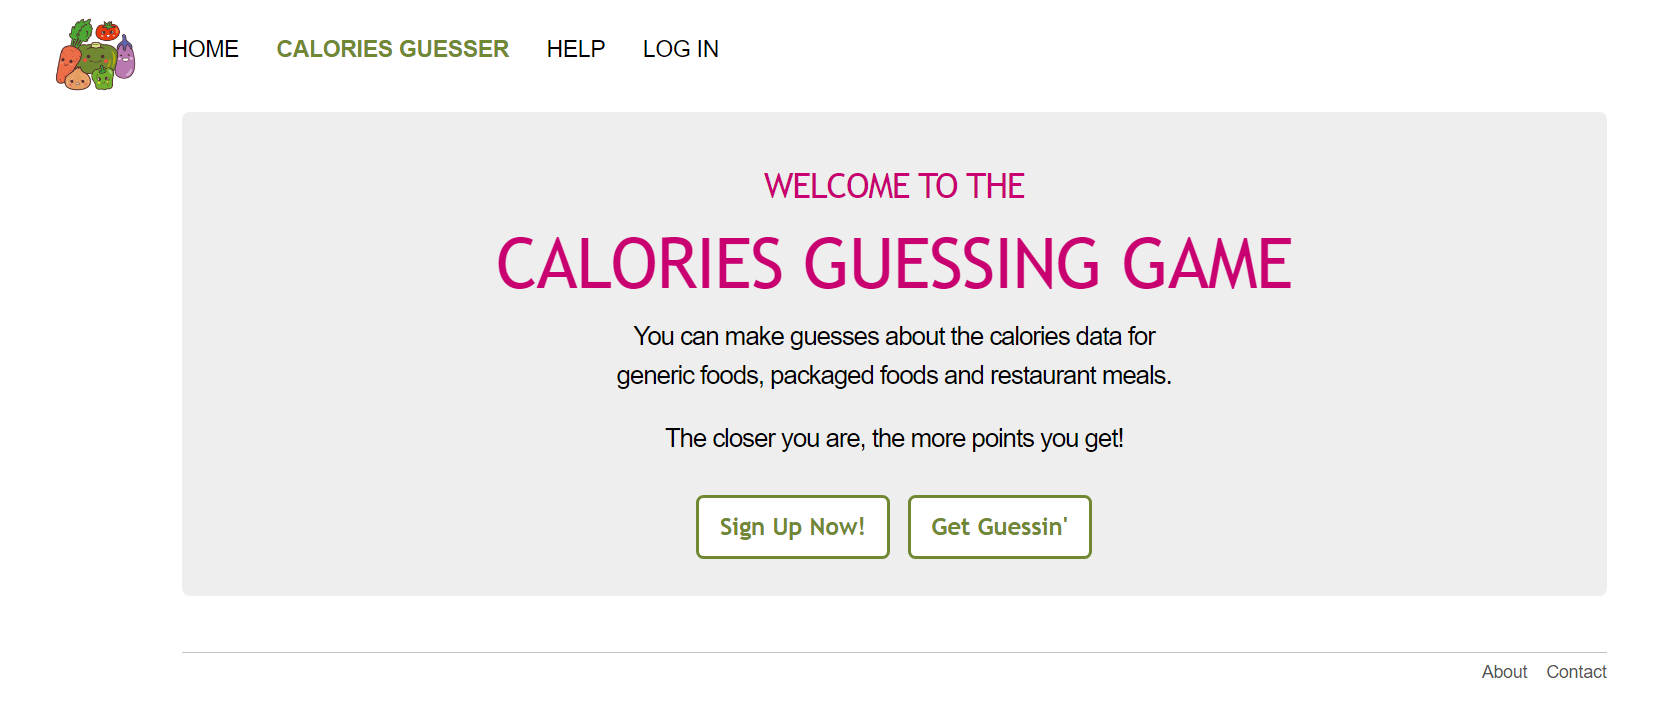 HOME CALORIES GUESSER HELP LOG IN
WELCOME TO THE
CALORIES GUESSING GAME
You can make guesses about the calories data for
generic foods, packaged foods and restaurant meals.
The closer you are, the more points you get!
Sign Up Now! Get Guessin'
About Contact